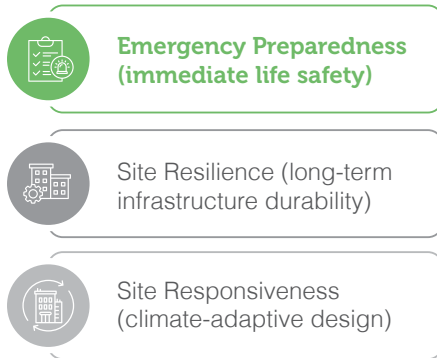 Emergency Preparedness
(immediate life safety)
Site Resilience (long-term
infrastructure durability)
Site Responsiveness
(climate-adaptive design)